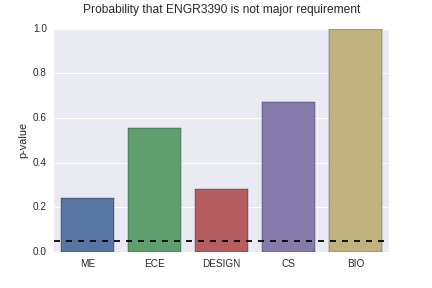 Probability that ENGR3390 is not major requirement
1.0
0.8
0.6
0.4
0.2
0.0
p-value
ME ECE DESIGN CS BIO